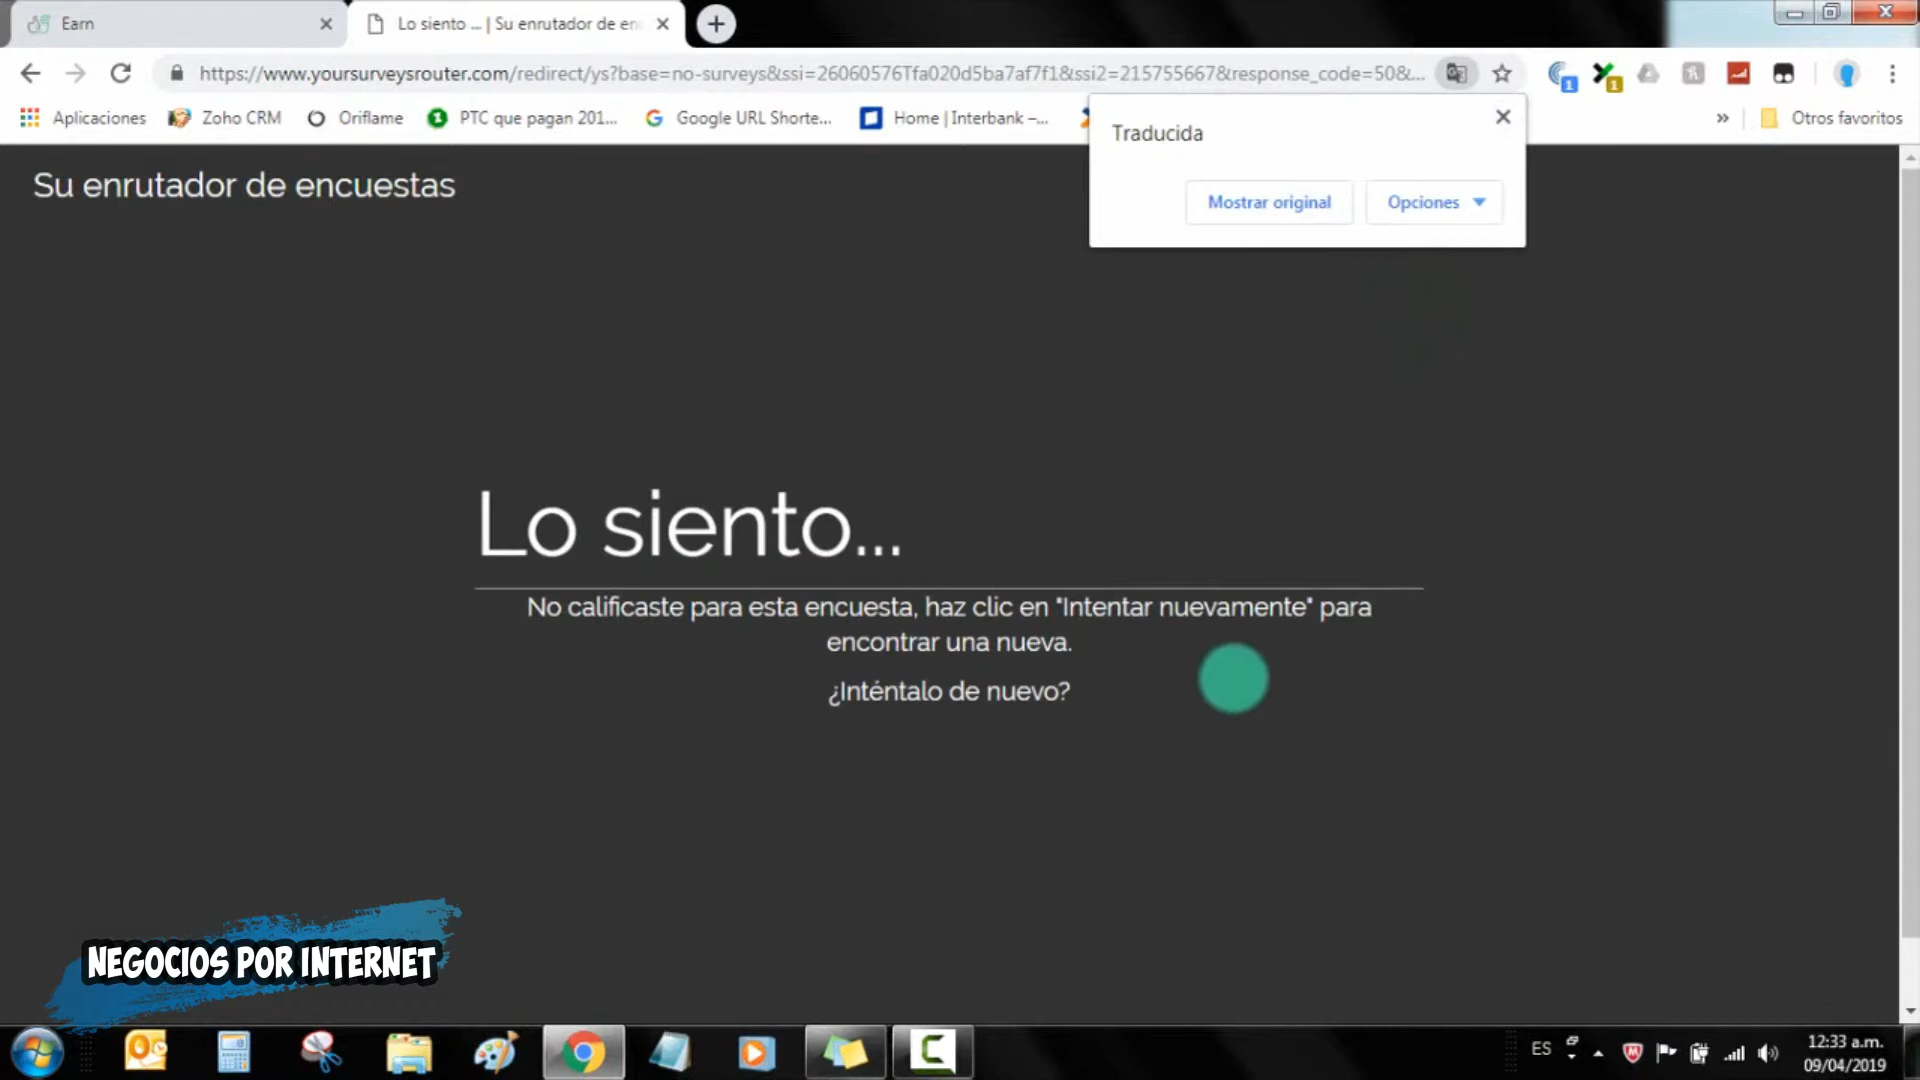 Earn
Lo siento ... | Su enrutador de en
https://www.yoursurveysrouter.com/redirect/ys?base=no-surveys&ssi=26060576Tfa020d5ba7af7f1&ssi2=215755667&response_code=50&...
1
1
Aplicaciones
Zoho CRM
Oriflame
PTC que pagan 201...
Google URL Shorte...
Home | Interbank –...
»
Otros favoritos
Traducida
Mostrar original
Opciones
Su enrutador de encuestas
Lo siento...
No calificaste para esta encuesta, haz clic en "Intentar nuevamente" para
encontrar una nueva.
¿Inténtalo de nuevo?
NEGOCIOS POR INTERNET
ES
12:33 a.m.
09/04/2019